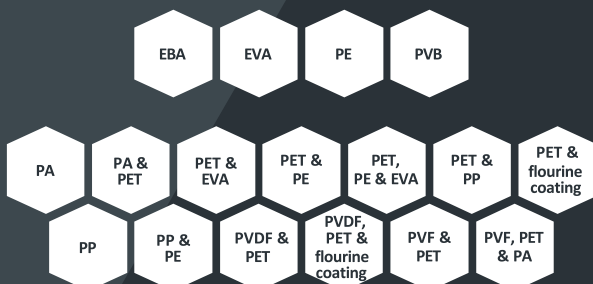 EBA
EVA
PE
PVB
PA
PA &
PET
PET &
EVA
PET &
PE
PET,
PE & EVA
PET &
PP
PET &
flourine
coating
PP
PP &
PE
PVDF &
PET
PVDF,
PET &
flourine
coating
PVF &
PET
PVF, PET
& PA